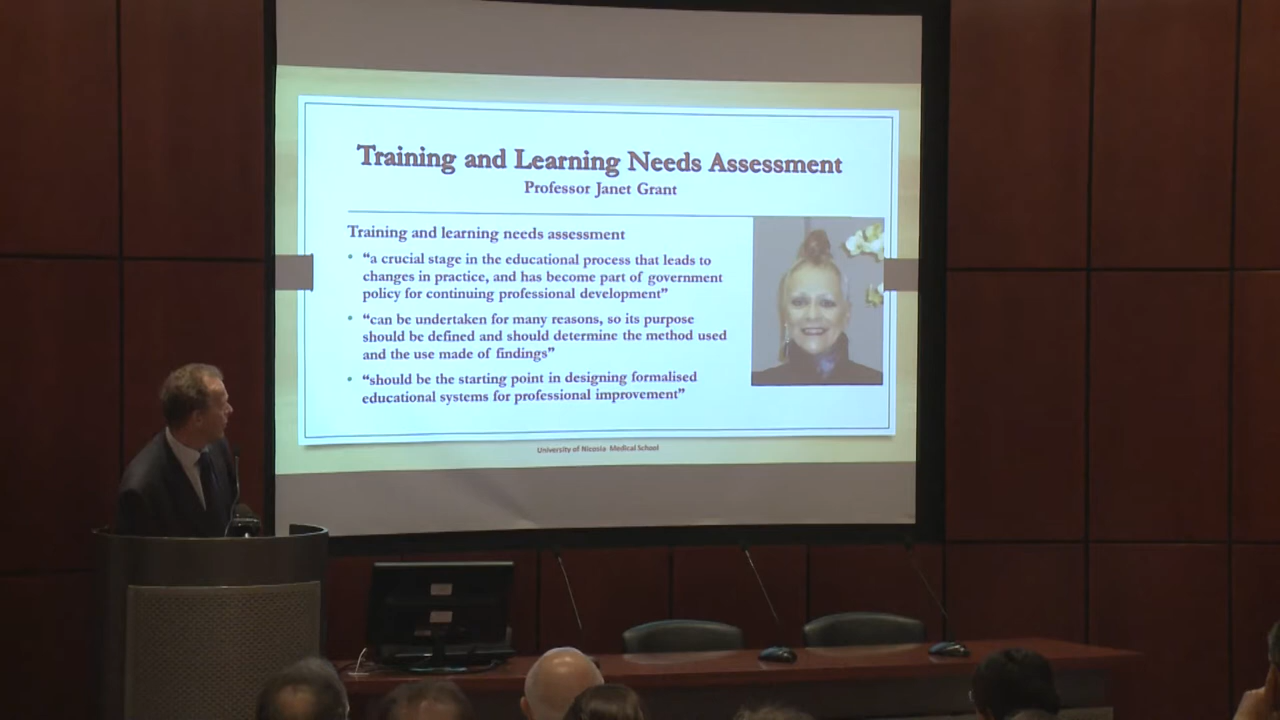 Training and Learning Needs Assessment
Professor Janet Grant
Training and learning needs assessment
• “a crucial stage in the educational process that leads to
changes in practice, and has become part of government
policy for continuing professional development”
• “can be undertaken for many reasons, so its purpose
should be defined and should determine the method used
and the use made of findings”
• “should be the starting point in designing formalised
educational systems for professional improvement”
University of Nicosia Medical School